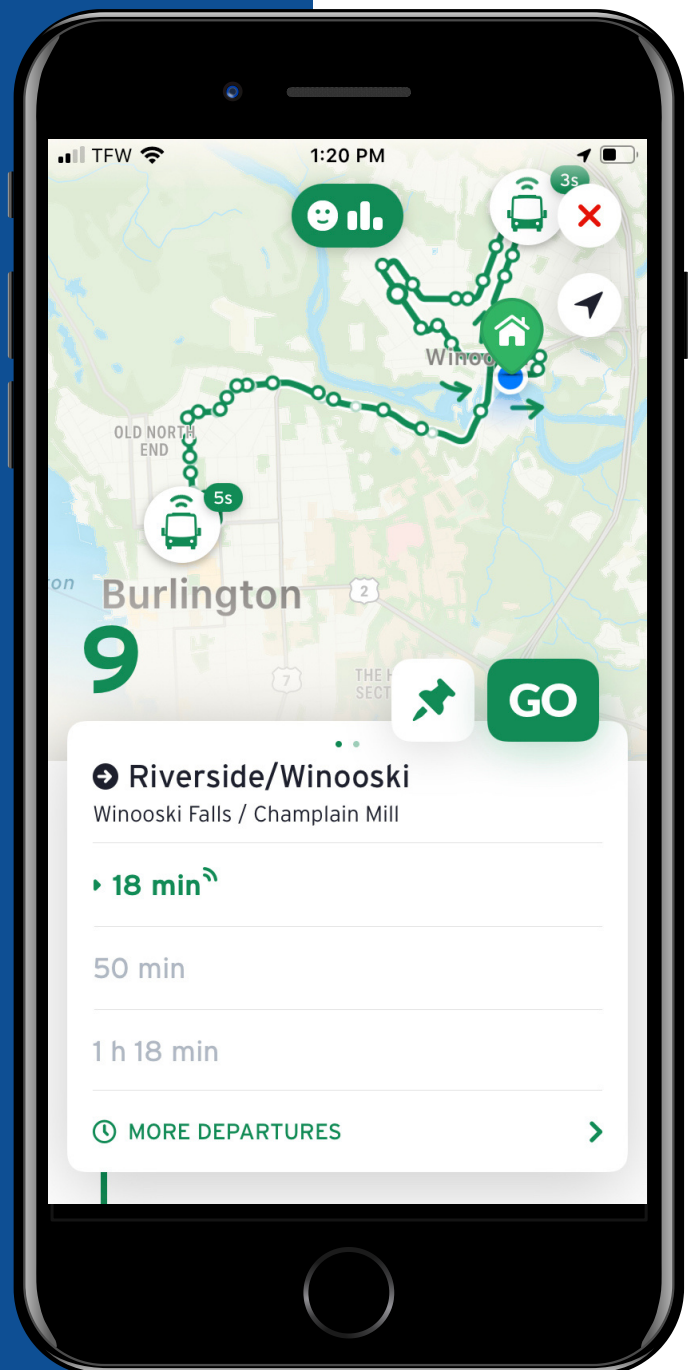 TFW
1:20 PM
3s
Winoo
OLD NORTH
END
5s
on
Burlington
2
9
7
THE H
SECT
GO
Riverside/Winooski
Winooski Falls / Champlain Mill
18 min
50 min
1 h 18 min
MORE DEPARTURES